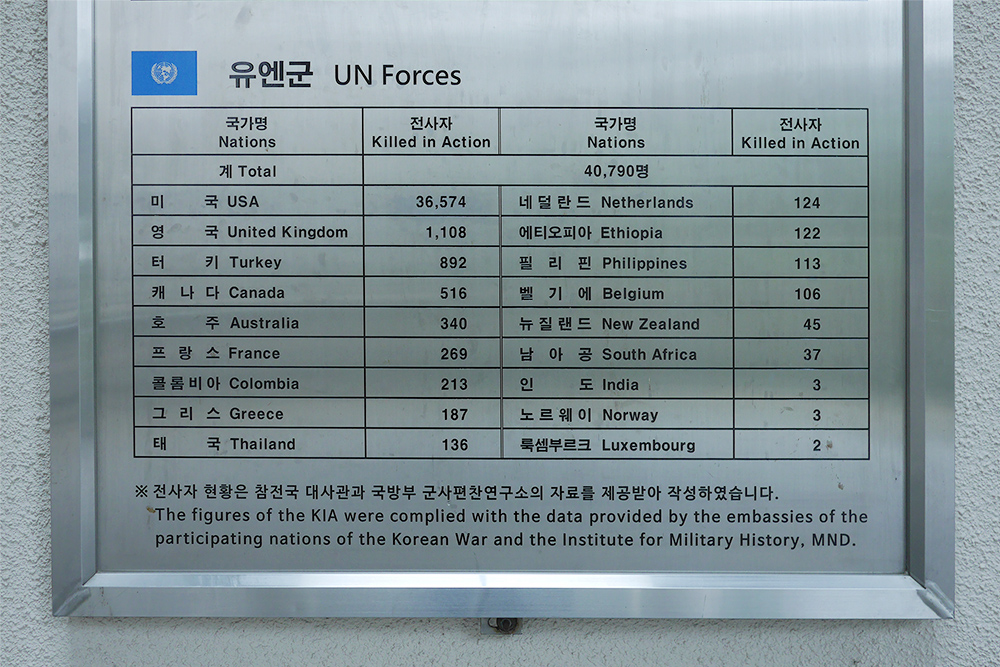 유엔군 UN Forces
국가명 전사자 국가명 전사자
Nations Killed in Action Nations Killed in Action
계 Total 40,790명
미 국 USA 36,574 네덜란드 Netherlands 124
영 국 United Kingdom 1,108 에티오피아 Ethiopia 122
터 키 Turkey 892 필 리 핀 Philippines 113
캐 나 다 Canada 516 벨 기 에 Belgium 106
호 주 Australia 340 뉴질랜드 New Zealand 45
프 랑 스 France 269 남 아 공 South Africa 37
콜롬비아 Colombia 213 인 도 India 3
그 리 스 Greece 187 노르웨이 Norway 3
태 국 Thailand 136 룩셈부르크 Luxembourg 2
※ 전사자 현황은 참전국 대사관과 국방부 군사편찬연구소의 자료를 제공받아 작성하였습니다.
The figures of the KIA were complied with the data provided by the embassies of the
participating nations of the Korean War and the Institute for Military History, MND.